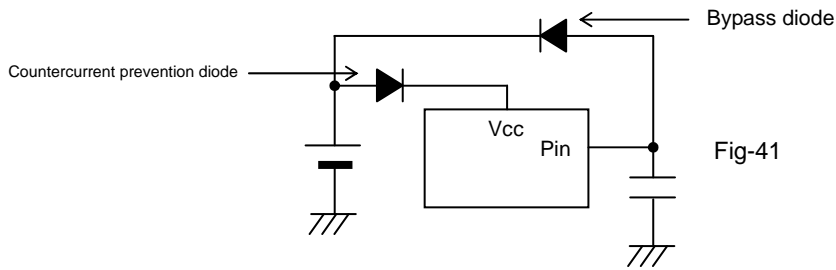 Bypass diode
Countercurrent prevention diode
Vcc
Pin
Fig-41